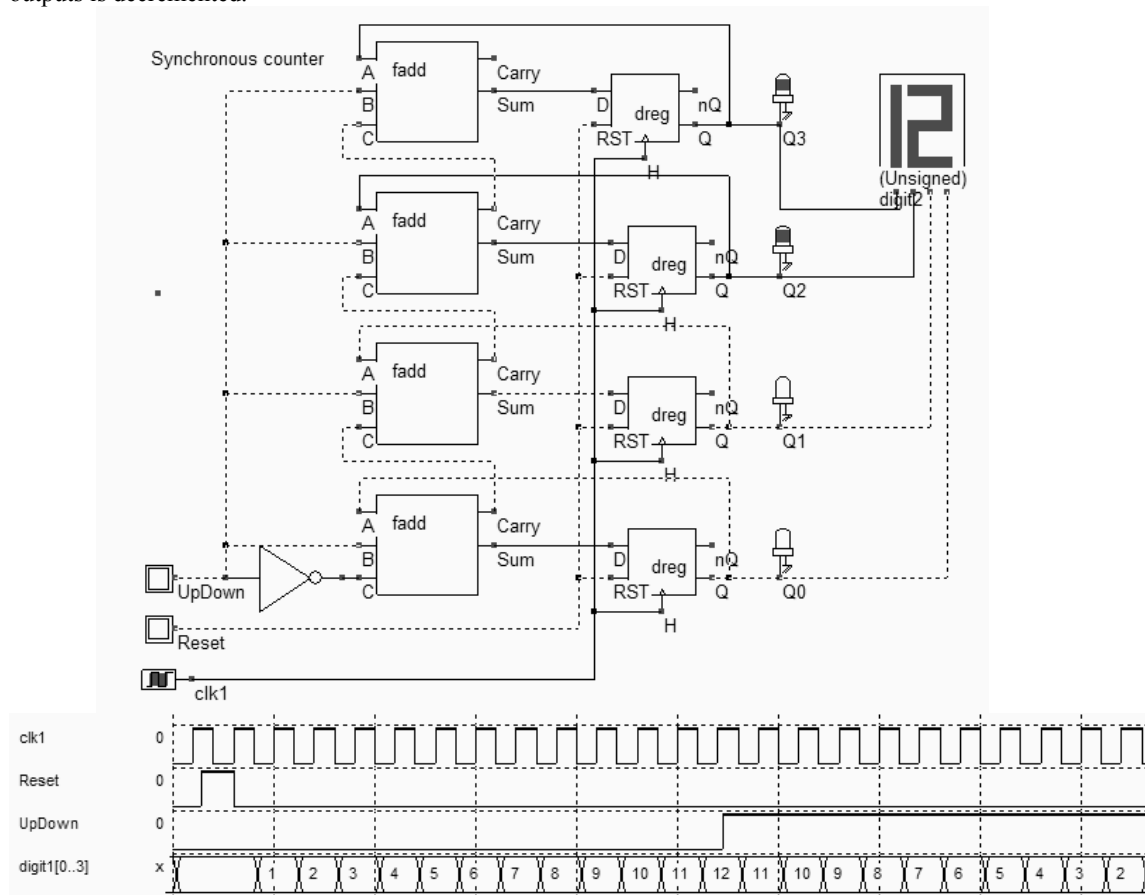 outputs is decremented.
Synchronous counter
A fadd Carry
B Sum
C
D dreg nQ
RST Q
H
Q3
12
(Unsigned)
digit2
A fadd Carry
B Sum
C
D dreg nQ
RST Q
H
Q2
A fadd Carry
B Sum
C
D dreg nQ
RST Q
H
Q1
A fadd Carry
B Sum
C
D dreg nQ
RST Q
H
Q0
UpDown
Reset
clk1
clk1 0
Reset 0
UpDown 0
digit1[0..3] x 1 2 3 4 5 6 7 8 9 10 11 12 11 10 9 8 7 6 5 4 3 2